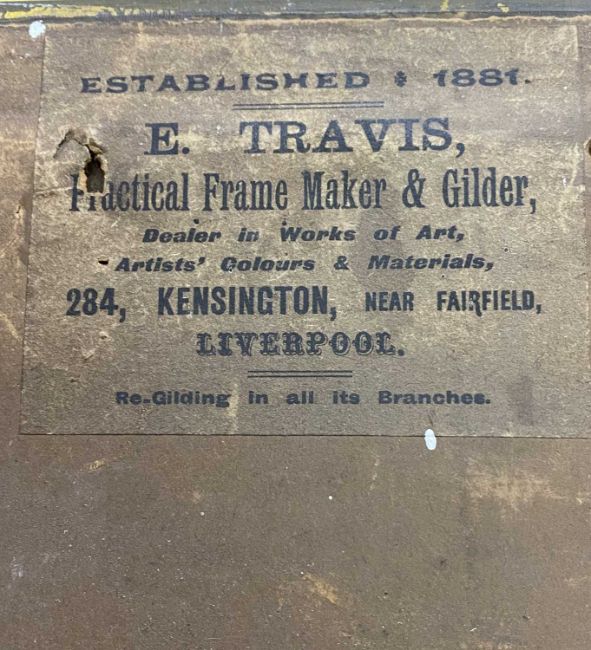 ESTABLISHED 1881.
E. TRAVIS,
Practical Frame Maker & Gilder,
Dealer in Works of Art,
Artists' Colours & Materials,
284, KENSINGTON, NEAR FAIRFIELD,
LIVERPOOL.
Re-Gilding in all its Branches.